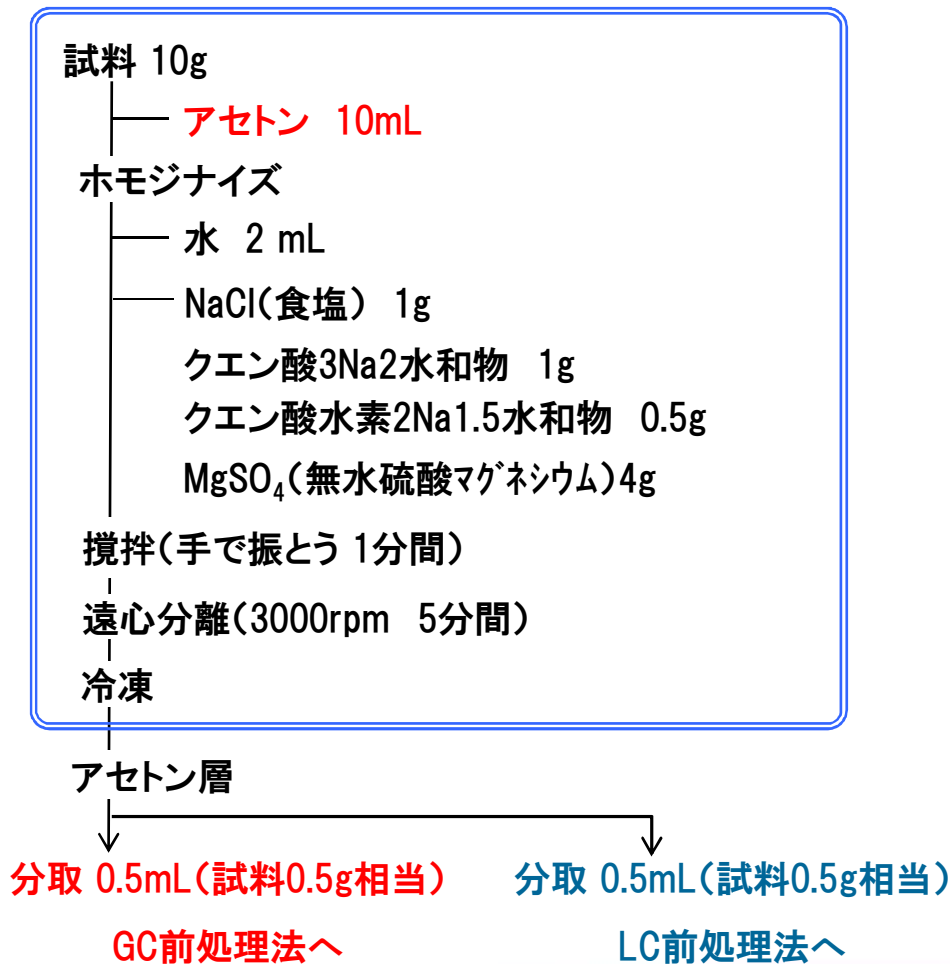 試料 10g
アセトン 10mL
ホモジナイズ
水 2 mL
NaCl(食塩) 1g
クエン酸3Na2水和物 1g
クエン酸水素2Na1.5水和物 0.5g
MgSO₄(無水硫酸ﾏｸﾞﾈｼｳﾑ)4g
撹拌(手で振とう 1分間)
遠心分離(3000rpm 5分間)
冷凍
アセトン層
分取 0.5mL(試料0.5g相当) 分取 0.5mL(試料0.5g相当)
GC前処理法へ LC前処理法へ